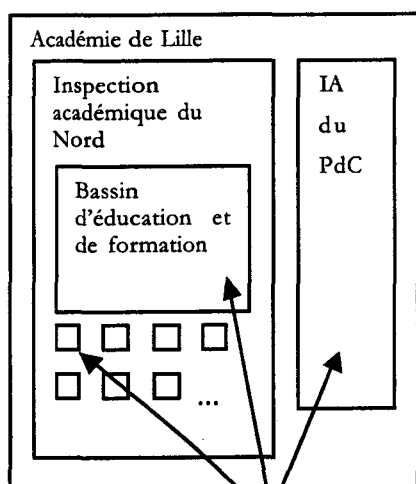 Académie de Lille
Inspection
académique du
Nord
Bassin
d'éducation et
de formation
...
IA
du
PdC